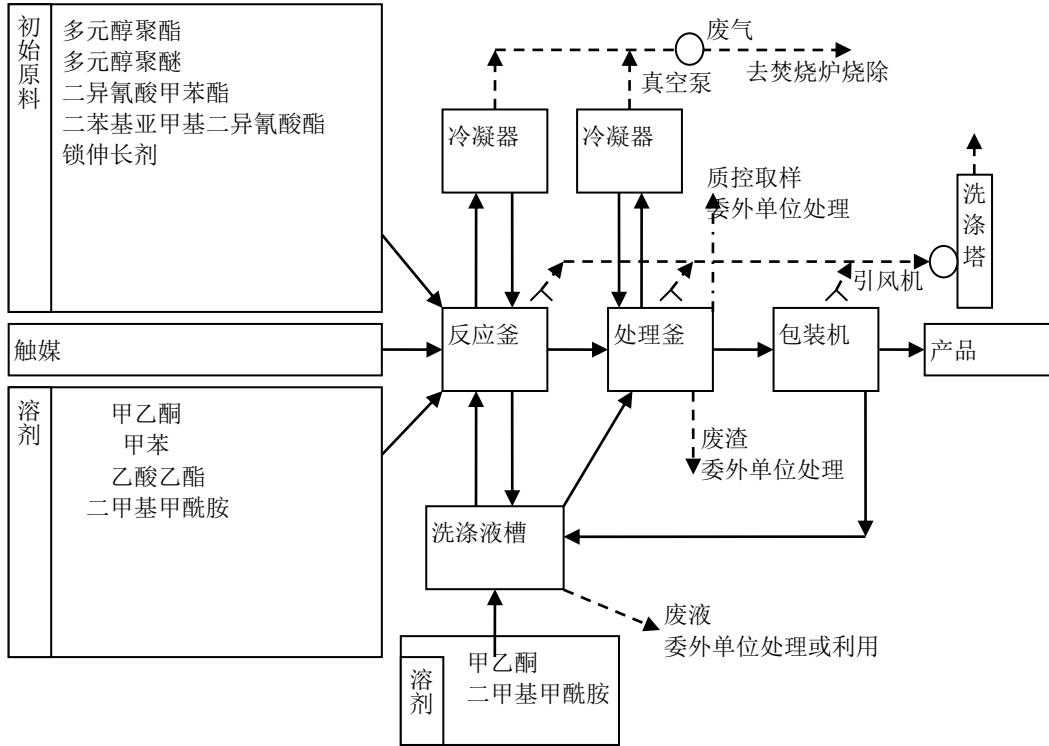 初始原料
多元醇聚酯
多元醇聚醚
二异氰酸甲苯酯
二苯基亚甲基二异氰酸酯
锁伸长剂
废气
真空泵
去焚烧炉烧除
冷凝器
冷凝器
质控取样
委外单位处理
洗涤塔
引风机
触媒
反应釜
处理釜
包装机
产品
溶剂
甲乙酮
甲苯
乙酸乙酯
二甲基甲酰胺
废渣
委外单位处理
洗涤液槽
废液
委外单位处理或利用
溶剂
甲乙酮
二甲基甲酰胺